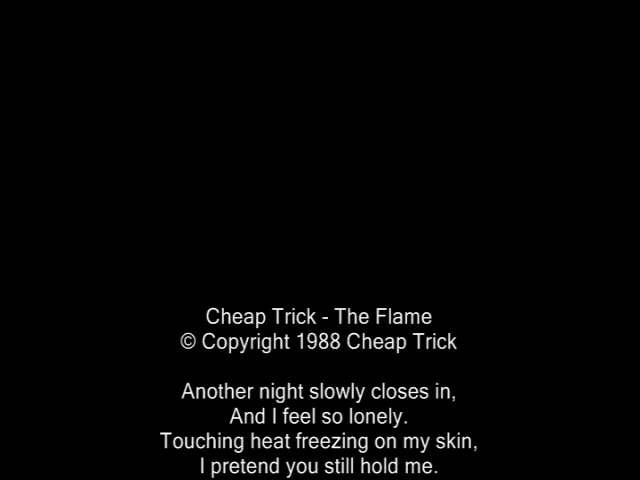 Cheap Trick - The Flame
© Copyright 1988 Cheap Trick
Another night slowly closes in,
And I feel so lonely.
Touching heat freezing on my skin,
I pretend you still hold me.